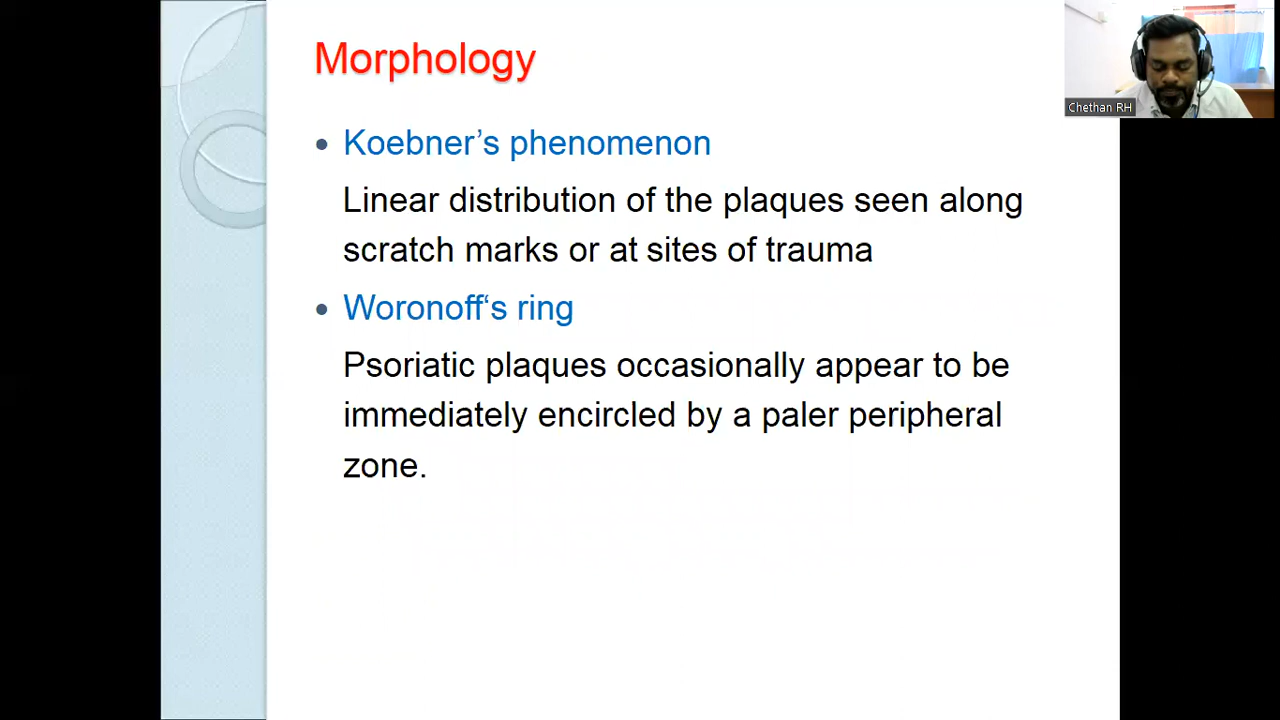 Morphology
Chethan RH
• Koebner’s phenomenon
Linear distribution of the plaques seen along
scratch marks or at sites of trauma
• Woronoff‘s ring
Psoriatic plaques occasionally appear to be
immediately encircled by a paler peripheral
zone.